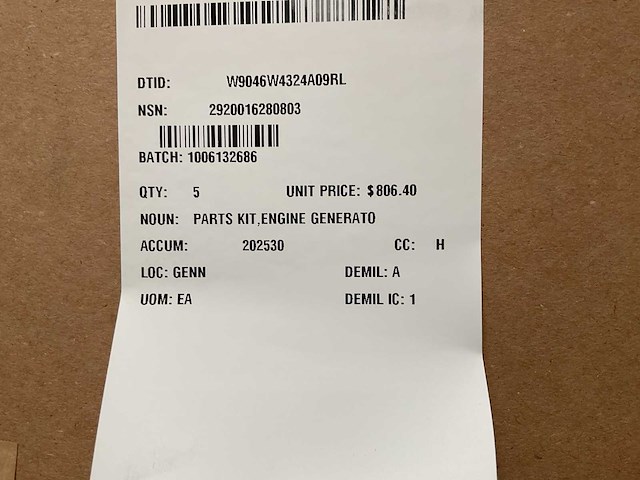 DTID: W9046W4324A09RL
NSN: 2920016280803
BATCH: 1006132686
QTY: 5 UNIT PRICE: $806.40
NOUN: PARTS KIT,ENGINE GENERATO
ACCUM: 202530 CC: H
LOC: GENN DEMIL: A
UOM: EA DEMIL IC: 1